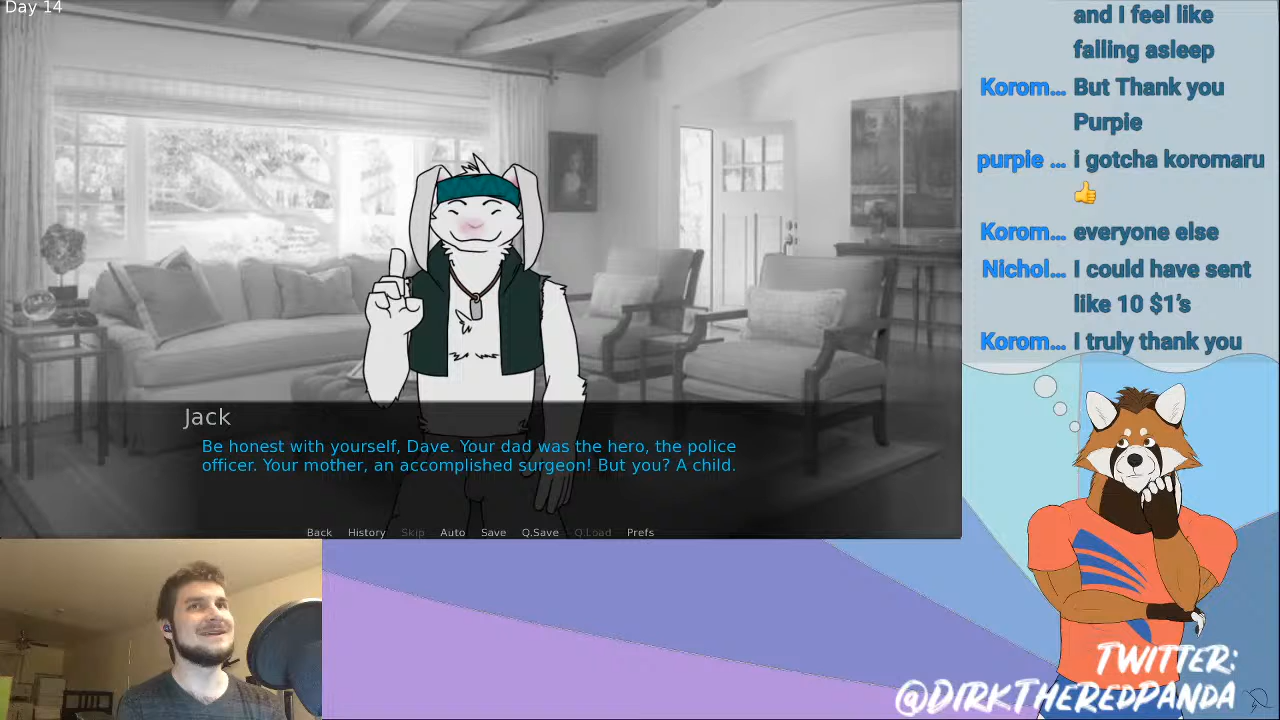 Day 14
Jack
Be honest with yourself, Dave. Your dad was the hero, the police
officer. Your mother, an accomplished surgeon! But you? A child.
Back History Skip Auto Save Q.Save Q.Load Prefs
and I feel like
falling asleep
Korom... But Thank you
Purpie
purpie ... i gotcha koromaru
👍
Korom... everyone else
Nichol... I could have sent
like 10 $1's
Korom... I truly thank you
TWITTER:
@DIRKTHEREDPANDA